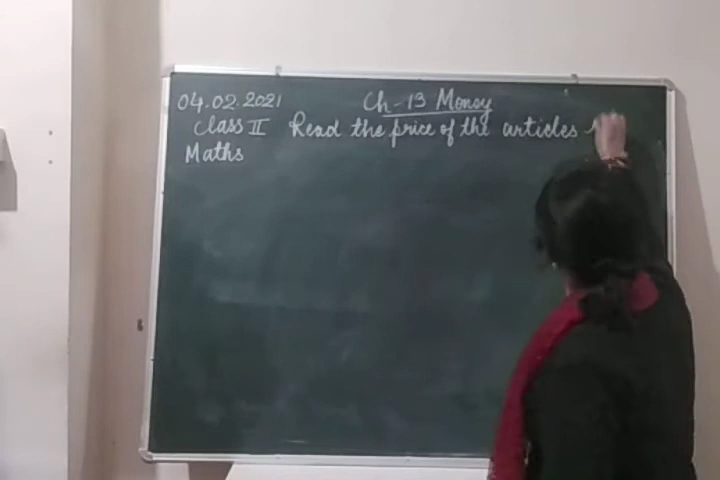 04.02.2021 Ch-13 Money
Class II Read the price of the articles
Maths